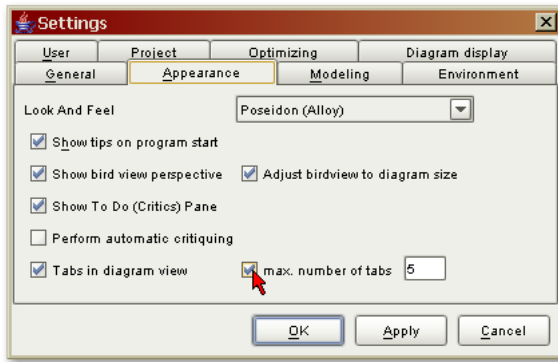 Settings
User Project Optimizing Diagram display
General Appearance Modeling Environment
Look And Feel Poseidon (Alloy)
Show tips on program start
Show bird view perspective Adjust birdview to diagram size
Show To Do (Critics) Pane
Perform automatic critiquing
Tabs in diagram view max. number of tabs 5
OK Apply Cancel